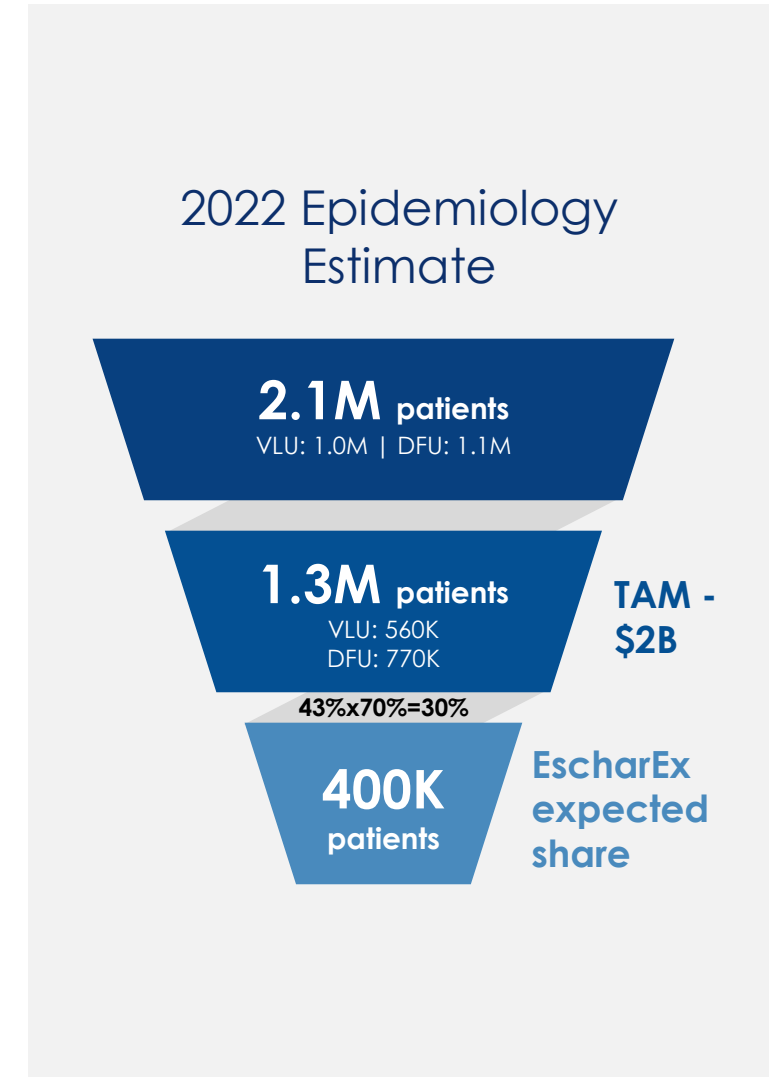 2022 Epidemiology
Estimate
2.1M patients
VLU: 1.0M | DFU: 1.1M
1.3M patients
VLU: 560K
DFU: 770K
TAM -
$2B
43%x70%=30%
400K
patients
EscharEx
expected
share